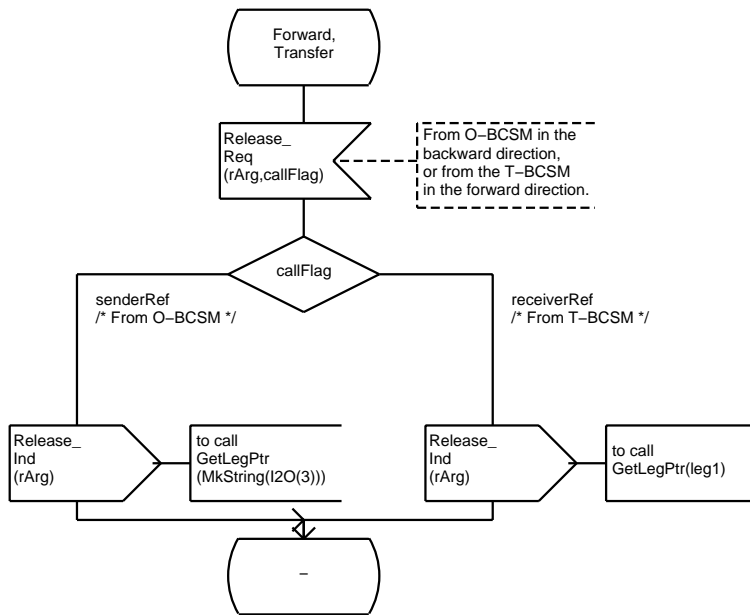 Forward,
Transfer
Release_
Req
(rArg,callFlag)
From O−BCSM in the
backward direction,
or from the T−BCSM
in the forward direction.
callFlag
senderRef
/* From O−BCSM */
receiverRef
/* From T−BCSM */
Release_
Ind
(rArg)
to call
GetLegPtr
(MkString(I2O(3)))
Release_
Ind
(rArg)
to call
GetLegPtr(leg1)
−